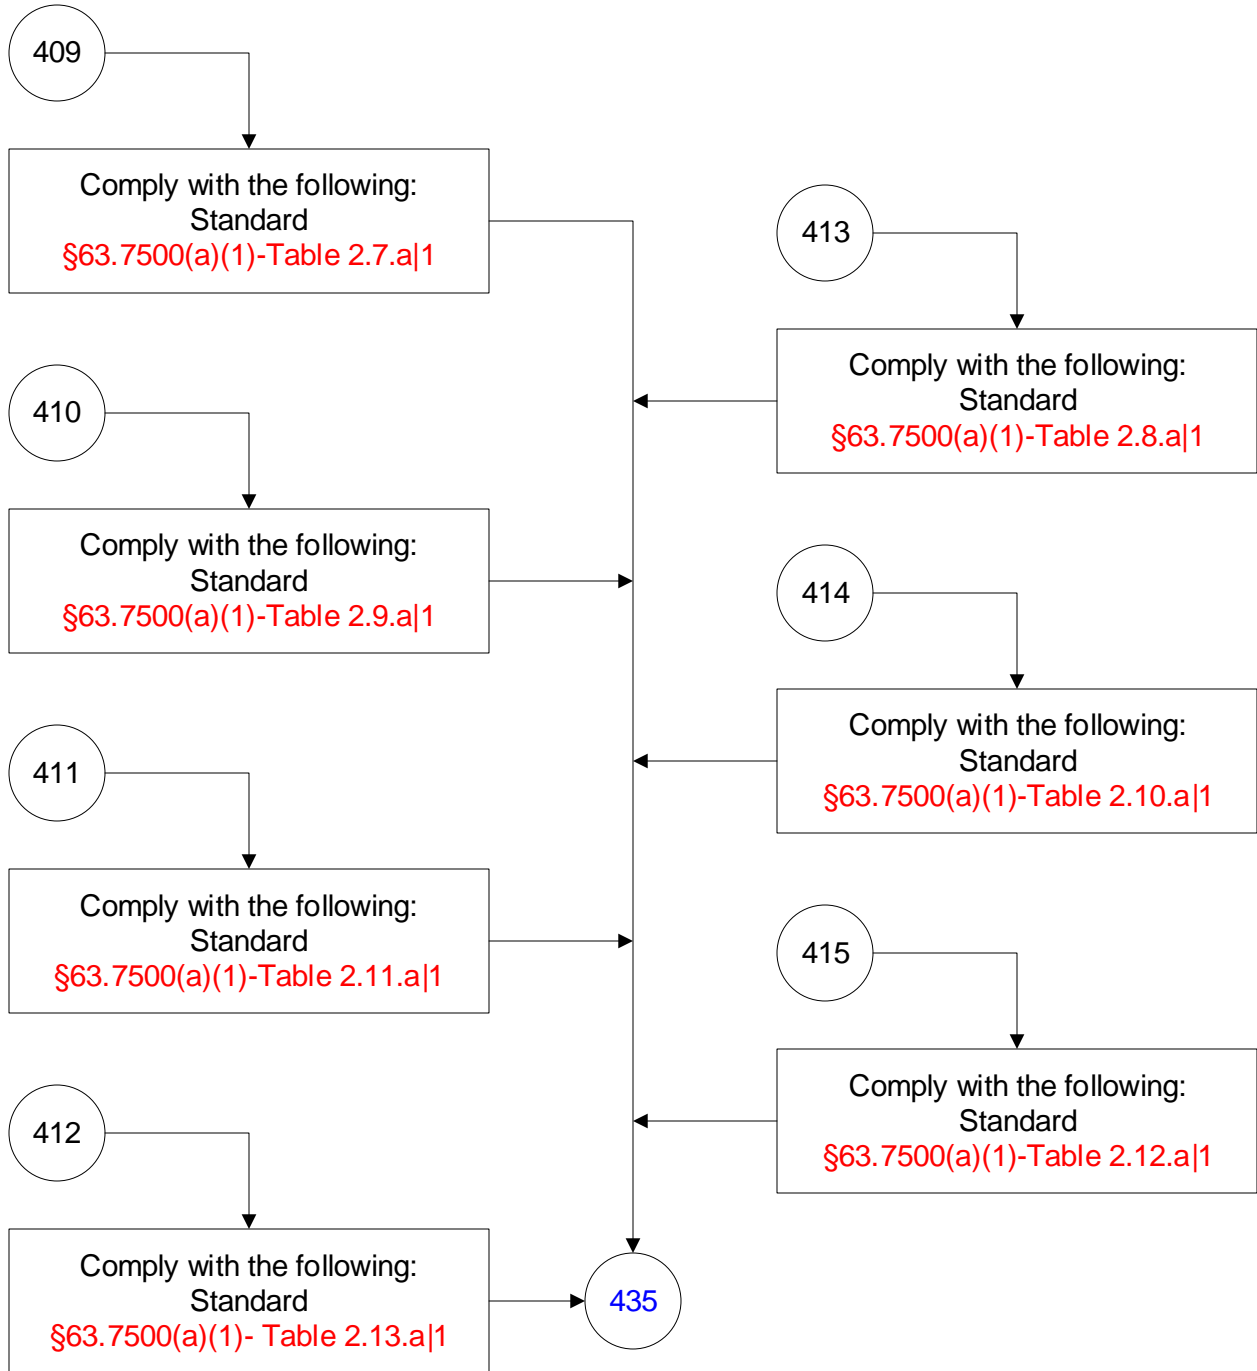 409
Comply with the following:
Standard
§63.7500(a)(1)-Table 2.7.a|1
413
Comply with the following:
Standard
§63.7500(a)(1)-Table 2.8.a|1
410
Comply with the following:
Standard
§63.7500(a)(1)-Table 2.9.a|1
414
Comply with the following:
Standard
§63.7500(a)(1)-Table 2.10.a|1
411
Comply with the following:
Standard
§63.7500(a)(1)-Table 2.11.a|1
415
Comply with the following:
Standard
§63.7500(a)(1)-Table 2.12.a|1
412
Comply with the following:
Standard
§63.7500(a)(1)- Table 2.13.a|1
435